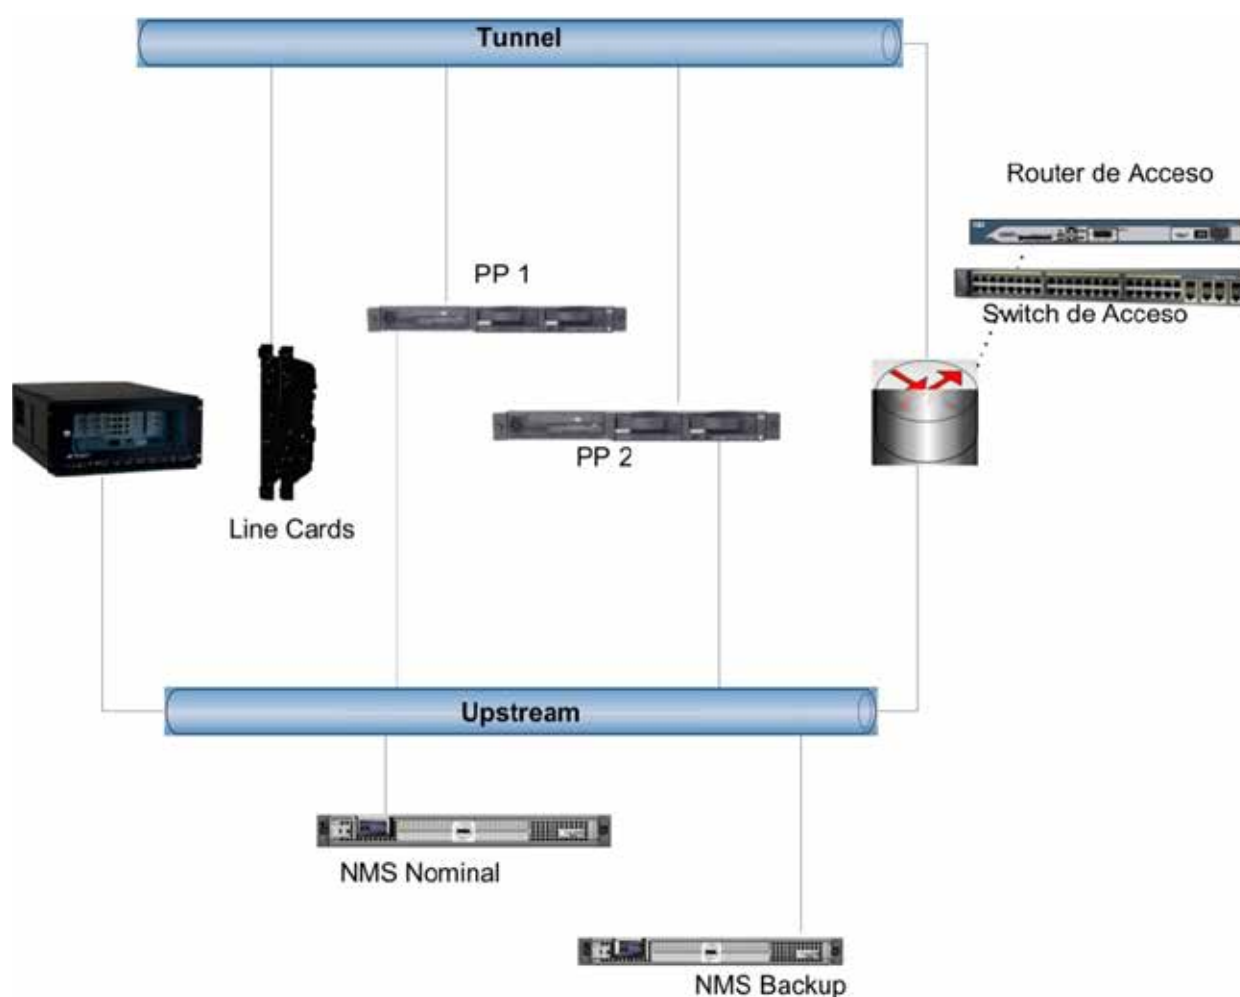 Tunnel
Router de Acceso
PP 1
Switch de Acceso
PP 2
Line Cards
Upstream
NMS Nominal
NMS Backup